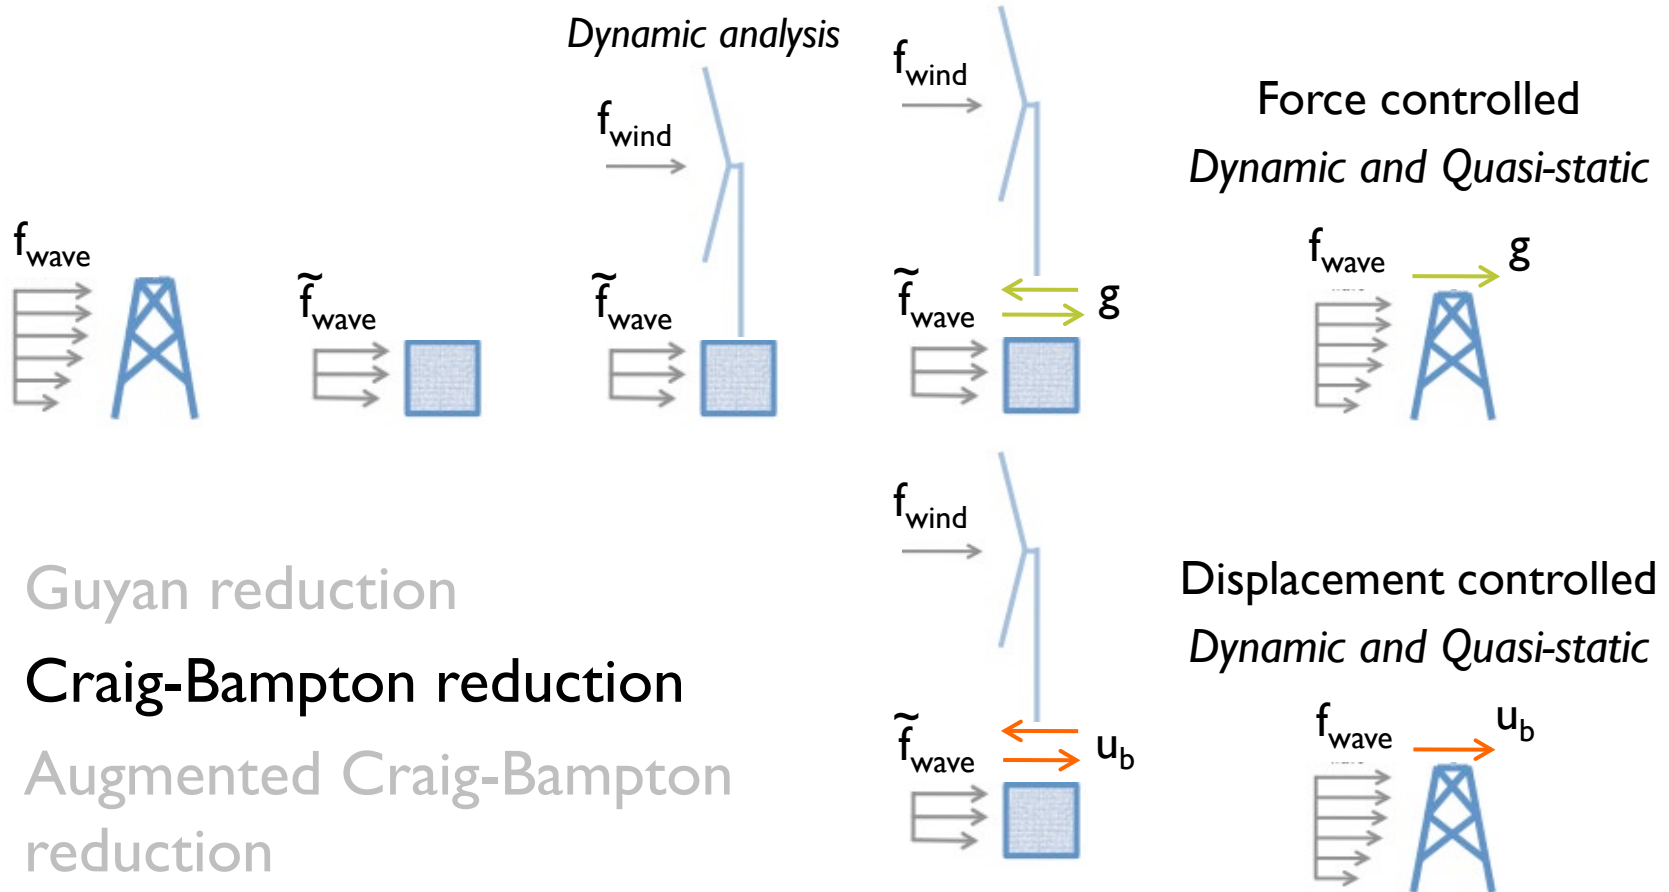 Dynamic analysis
f_wind
f_wind
Force controlled
Dynamic and Quasi-static
f_wave
f̃_wave
f̃_wave
f̃_wave
g
f_wave
g
f_wind
Guyan reduction
Craig-Bampton reduction
Augmented Craig-Bampton
reduction
Displacement controlled
Dynamic and Quasi-static
f̃_wave
u_b
f_wave
u_b